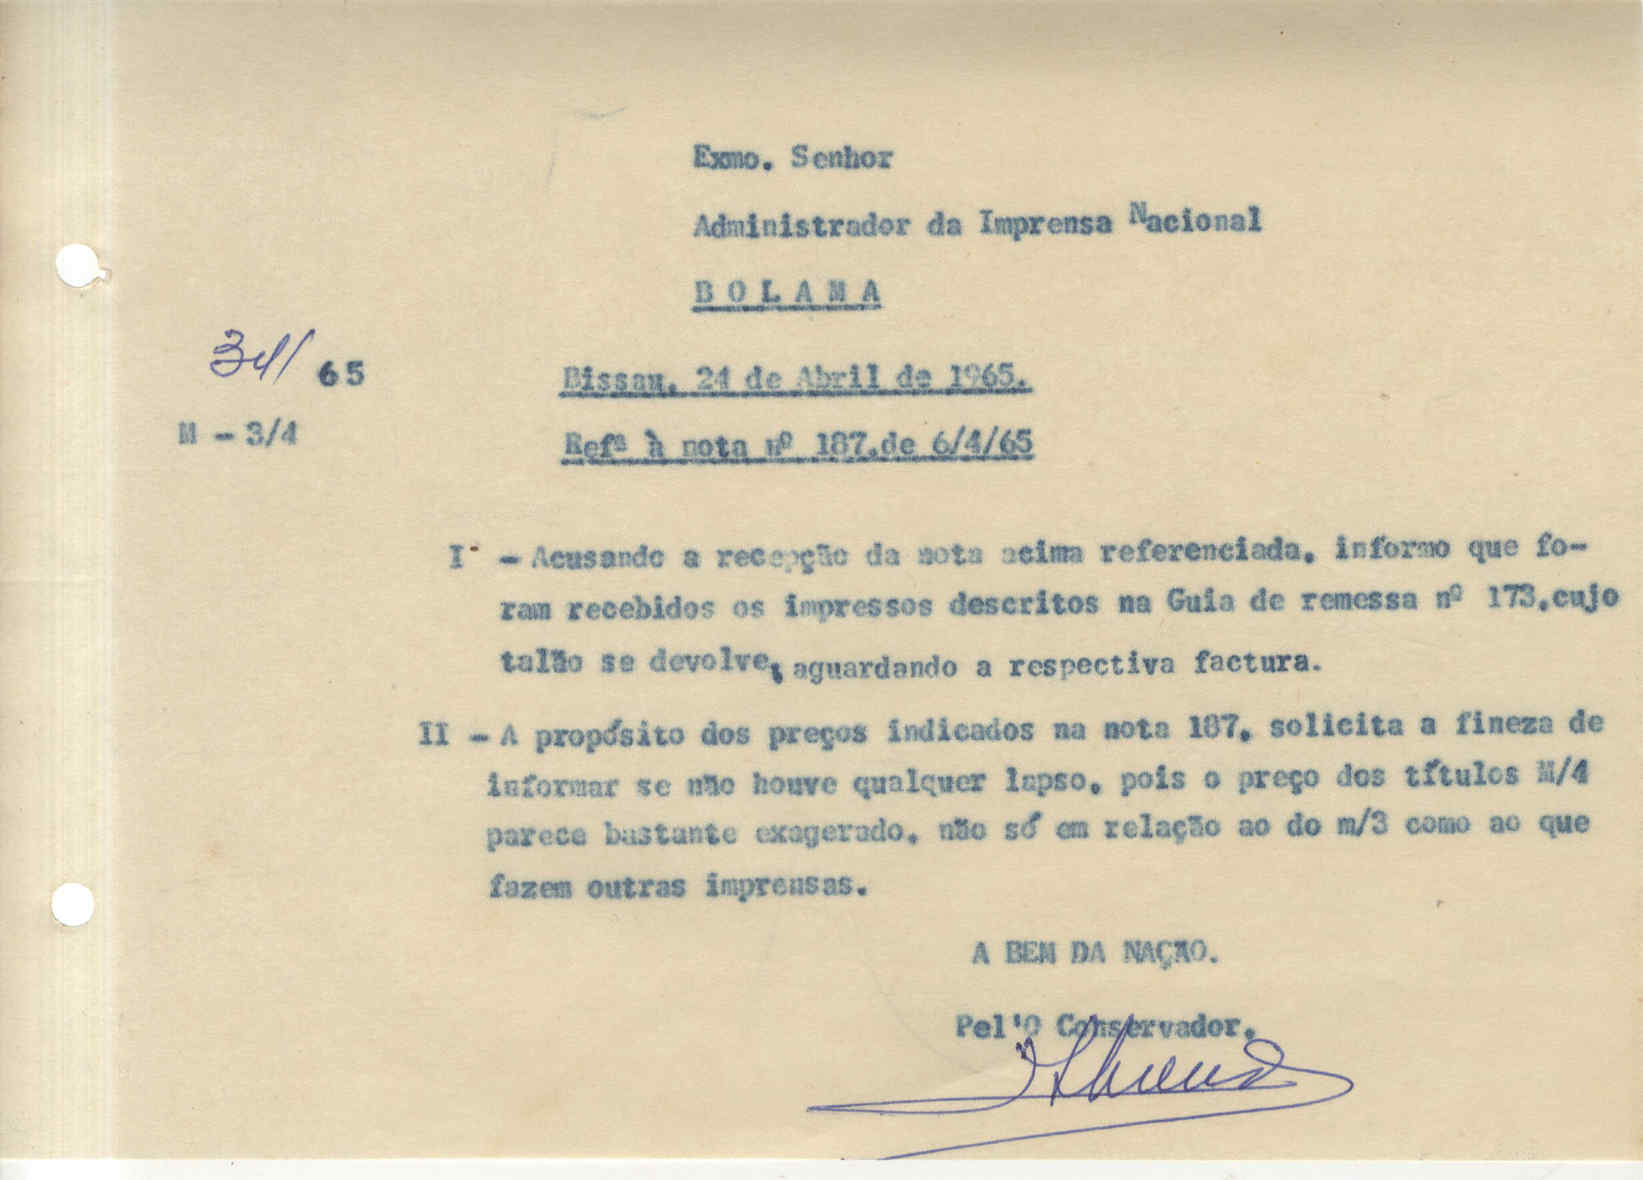 Exmo. Senhor
Administrador da Imprensa Nacional
B O L A M A
34/ 65
Bissau, 24 de Abril de 1965.
M - 3/4
Refª à nota nº 187,de 6/4/65
I - Acusando a recepção da nota acima referenciada, informo que fo-
ram recebidos os impressos descritos na Guia de remessa nº 173,cujo
talão se devolve, aguardando a respectiva factura.
II - A propósito dos preços indicados na nota 187, solicita a fineza de
informar se não houve qualquer lapso, pois o preço dos títulos M/4
parece bastante exagerado, não só em relação ao do m/3 como ao que
fazem outras imprensas.
A BEM DA NAÇÃO.
Pel'O Conservador,